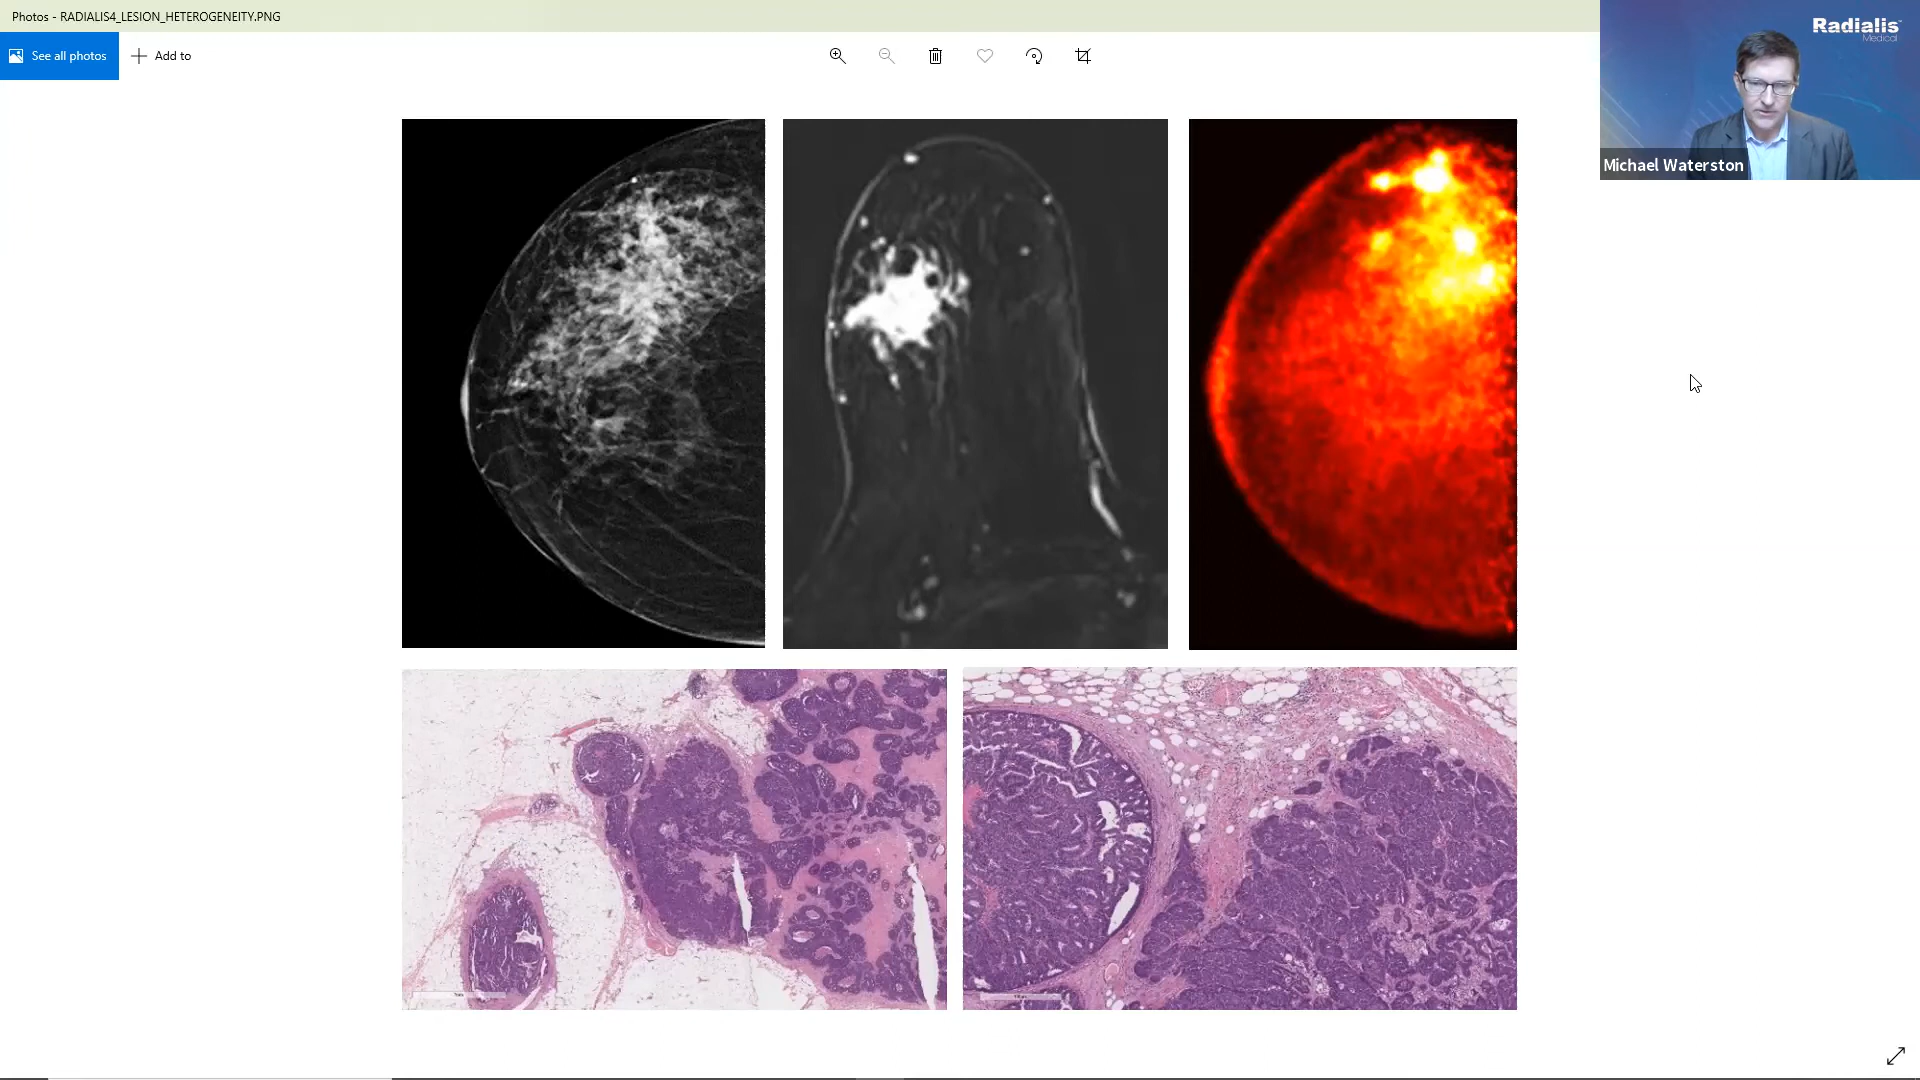 Photos - RADIALIS4_LESION_HETEROGENEITY.PNG
See all photos
Add to
Radialis
Medical
Michael Waterston